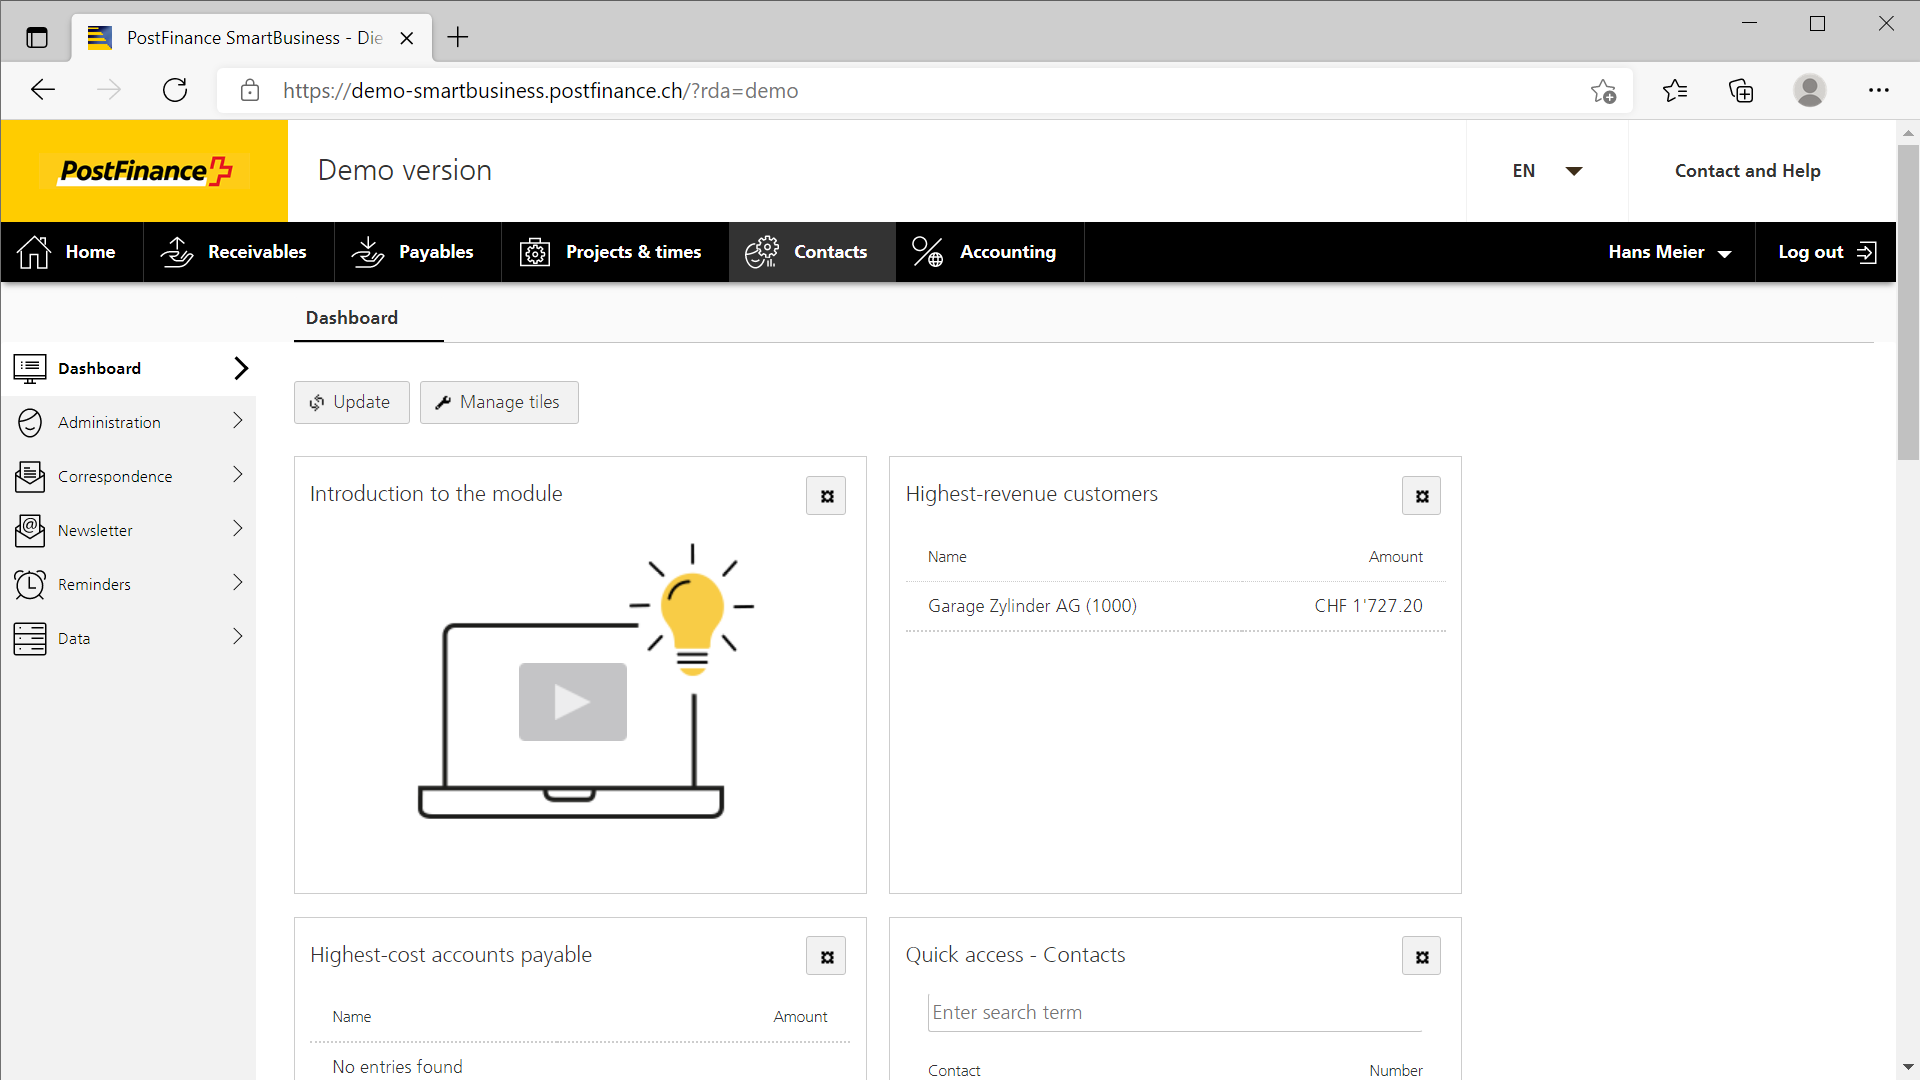 PostFinance SmartBusiness - Die
https://demo-smartbusiness.postfinance.ch/?rda=demo
PostFinance
Demo version
EN
Contact and Help
Home
Receivables
Payables
Projects & times
Contacts
Accounting
Hans Meier
Log out
Dashboard
Dashboard
Administration
Correspondence
Newsletter
Reminders
Data
Update
Manage tiles
Introduction to the module
Highest-revenue customers
Name Amount
Garage Zylinder AG (1000) CHF 1'727.20
Highest-cost accounts payable
Name Amount
No entries found
Quick access - Contacts
Enter search term
Contact Number